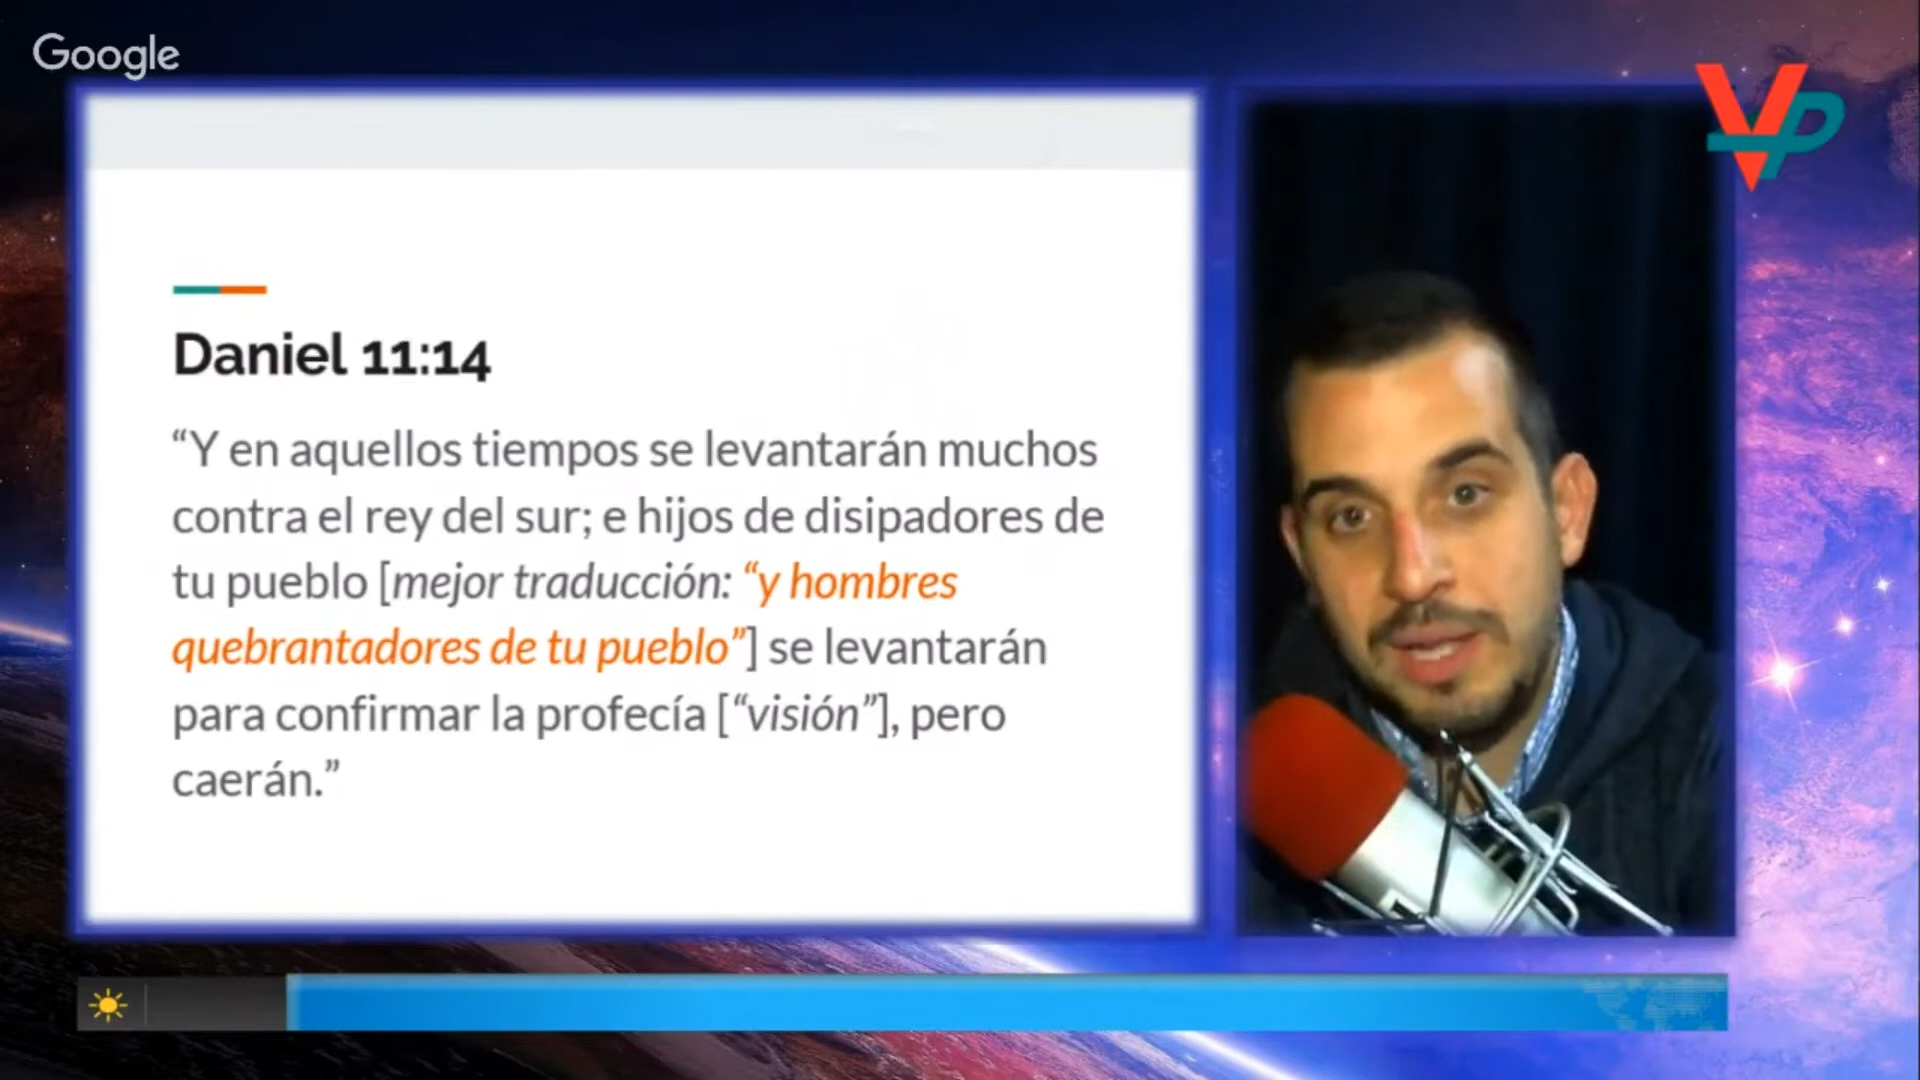 Google
VP
Daniel 11:14
“Y en aquellos tiempos se levantarán muchos
contra el rey del sur; e hijos de disipadores de
tu pueblo [mejor traducción: “y hombres
quebrantadores de tu pueblo”] se levantarán
para confirmar la profecía [“visión”], pero
caerán.”